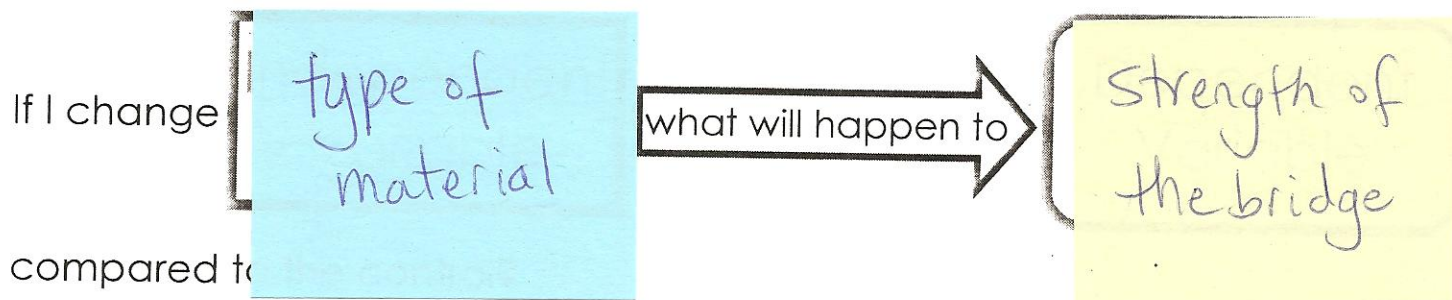 If I change
type of
material
what will happen to
Strength of
the bridge
compared to